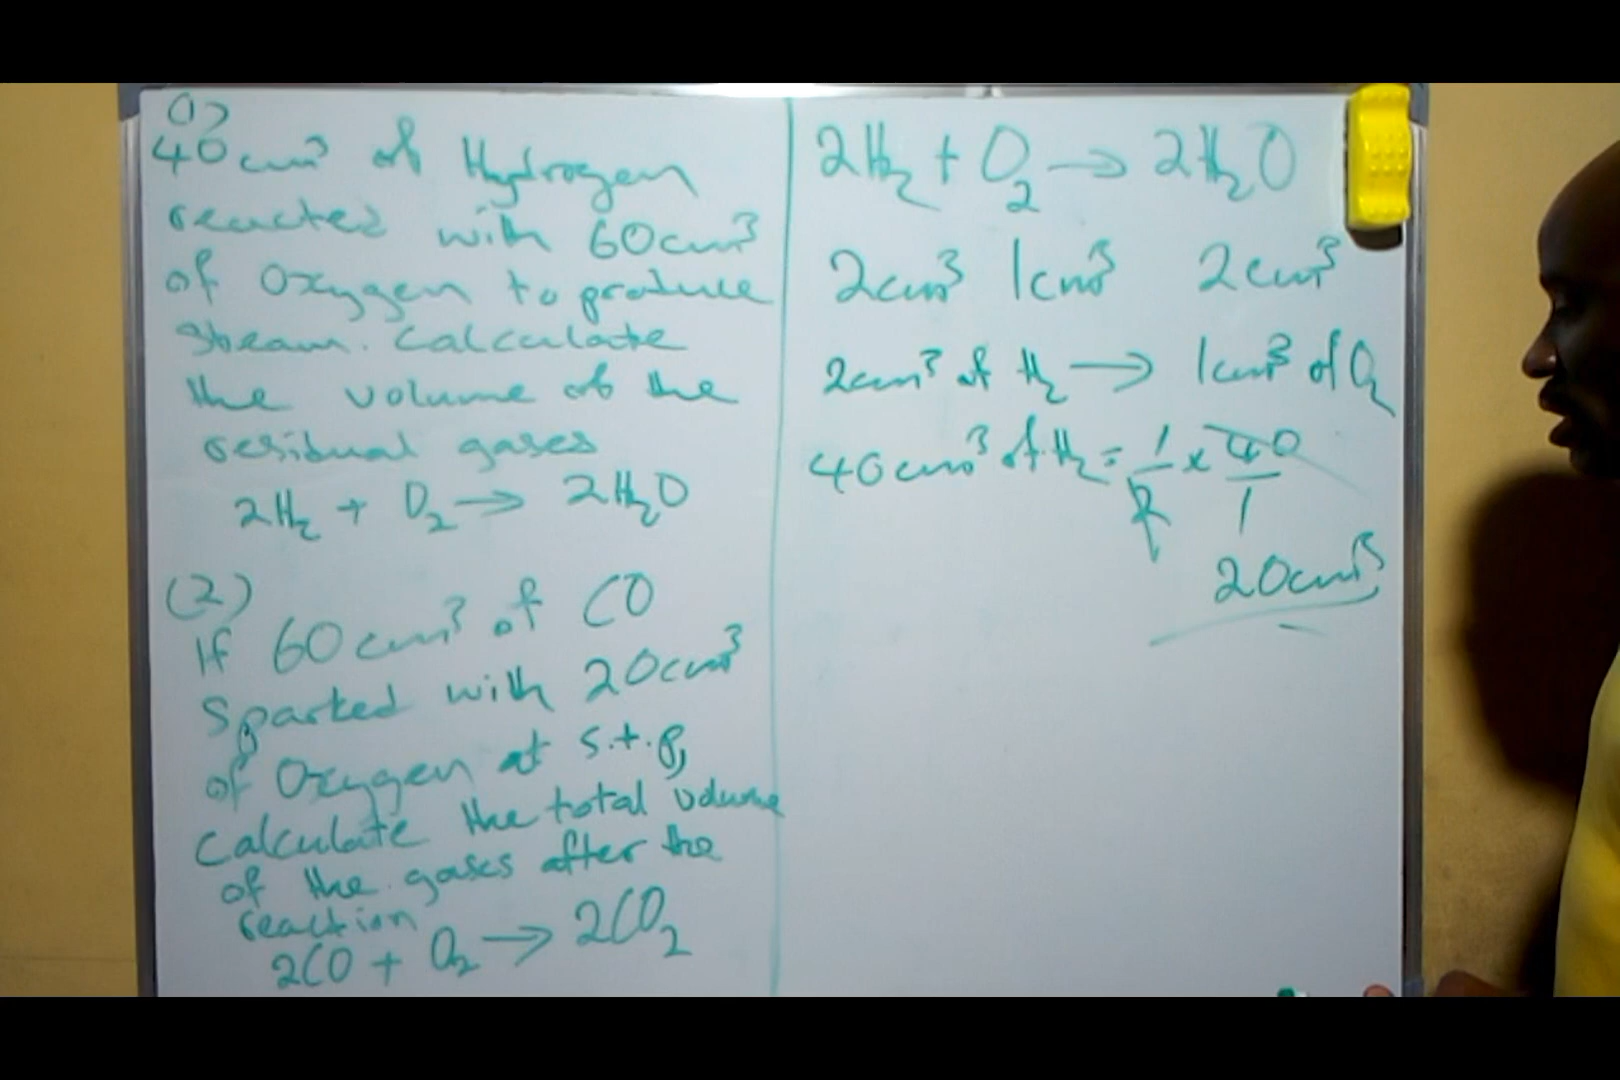 1)
40cm³ of Hydrogen
reacted with 60cm³
of Oxygen to produce
steam. Calculate
the volume of the
residual gases
2H₂ + O₂ → 2H₂O
(2)
If 60cm³ of CO
Sparked with 20cm³
of Oxygen at s.t.p,
Calculate the total volume
of the gases after the
reaction
2CO + O₂ → 2CO₂
2H₂ + O₂ → 2H₂O
2cm³ 1cm³ 2cm³
2cm³ of H₂ → 1cm³ of O₂
40cm³ of H₂ = 1/2 × 40/1
20cm³